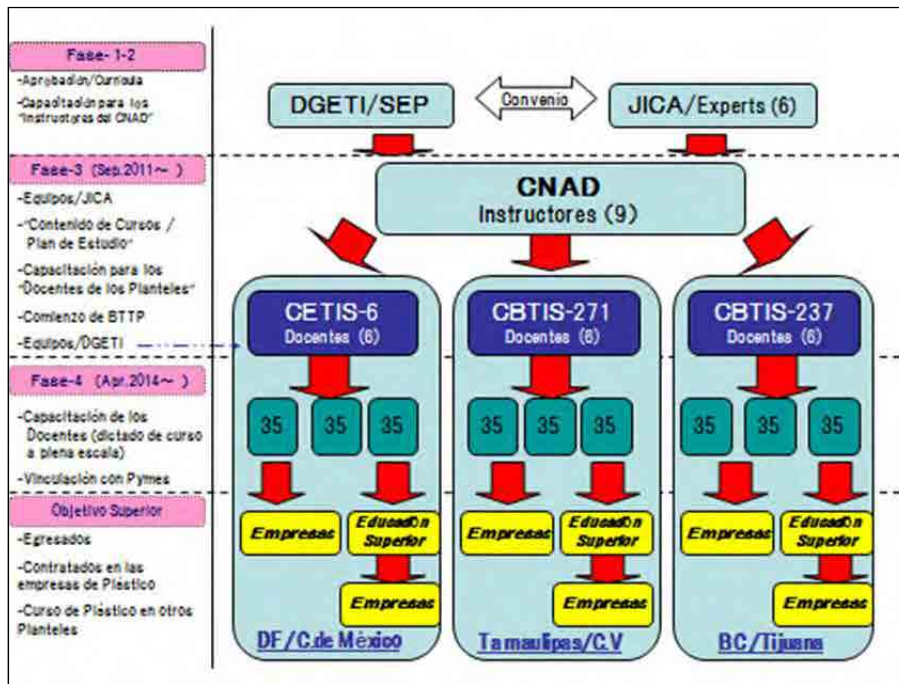 Fase-1-2
-Aprobación/Currícula
-Capacitación para los
"Instructores del CNAD"
Fase-3 (Sep.2011~ )
-Equipos/JICA
-"Contenido de Cursos /
Plan de Estudio"
-Capacitación para los
"Docentes de los Planteles"
-Comienzo de BTTP
-Equipos/DGETI
Fase-4 (Apr.2014~ )
-Capacitación de los
Docentes (dictado de curso
a plena escala)
-Vinculación con Pymes
Objetivo Superior
-Egresados
-Contratados en las
empresas de Plástico
-Curso de Plástico en otros
Planteles
DGETI/SEP
Convenio
JICA/Experts (6)
CNAD
Instructores (9)
CETIS-6
Docentes (6)
35 35 35
Empresas
Educación
Superior
Empresas
DF/C.de México
CBTIS-271
Docentes (6)
35 35 35
Empresas
Educación
Superior
Empresas
Tamaulipas/C.V
CBTIS-237
Docentes (6)
35 35 35
Empresas
Educación
Superior
Empresas
BC/Tijuana